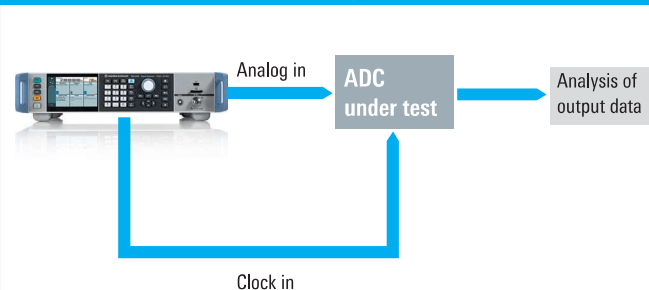 Analog in
ADC
under test
Analysis of
output data
Clock in